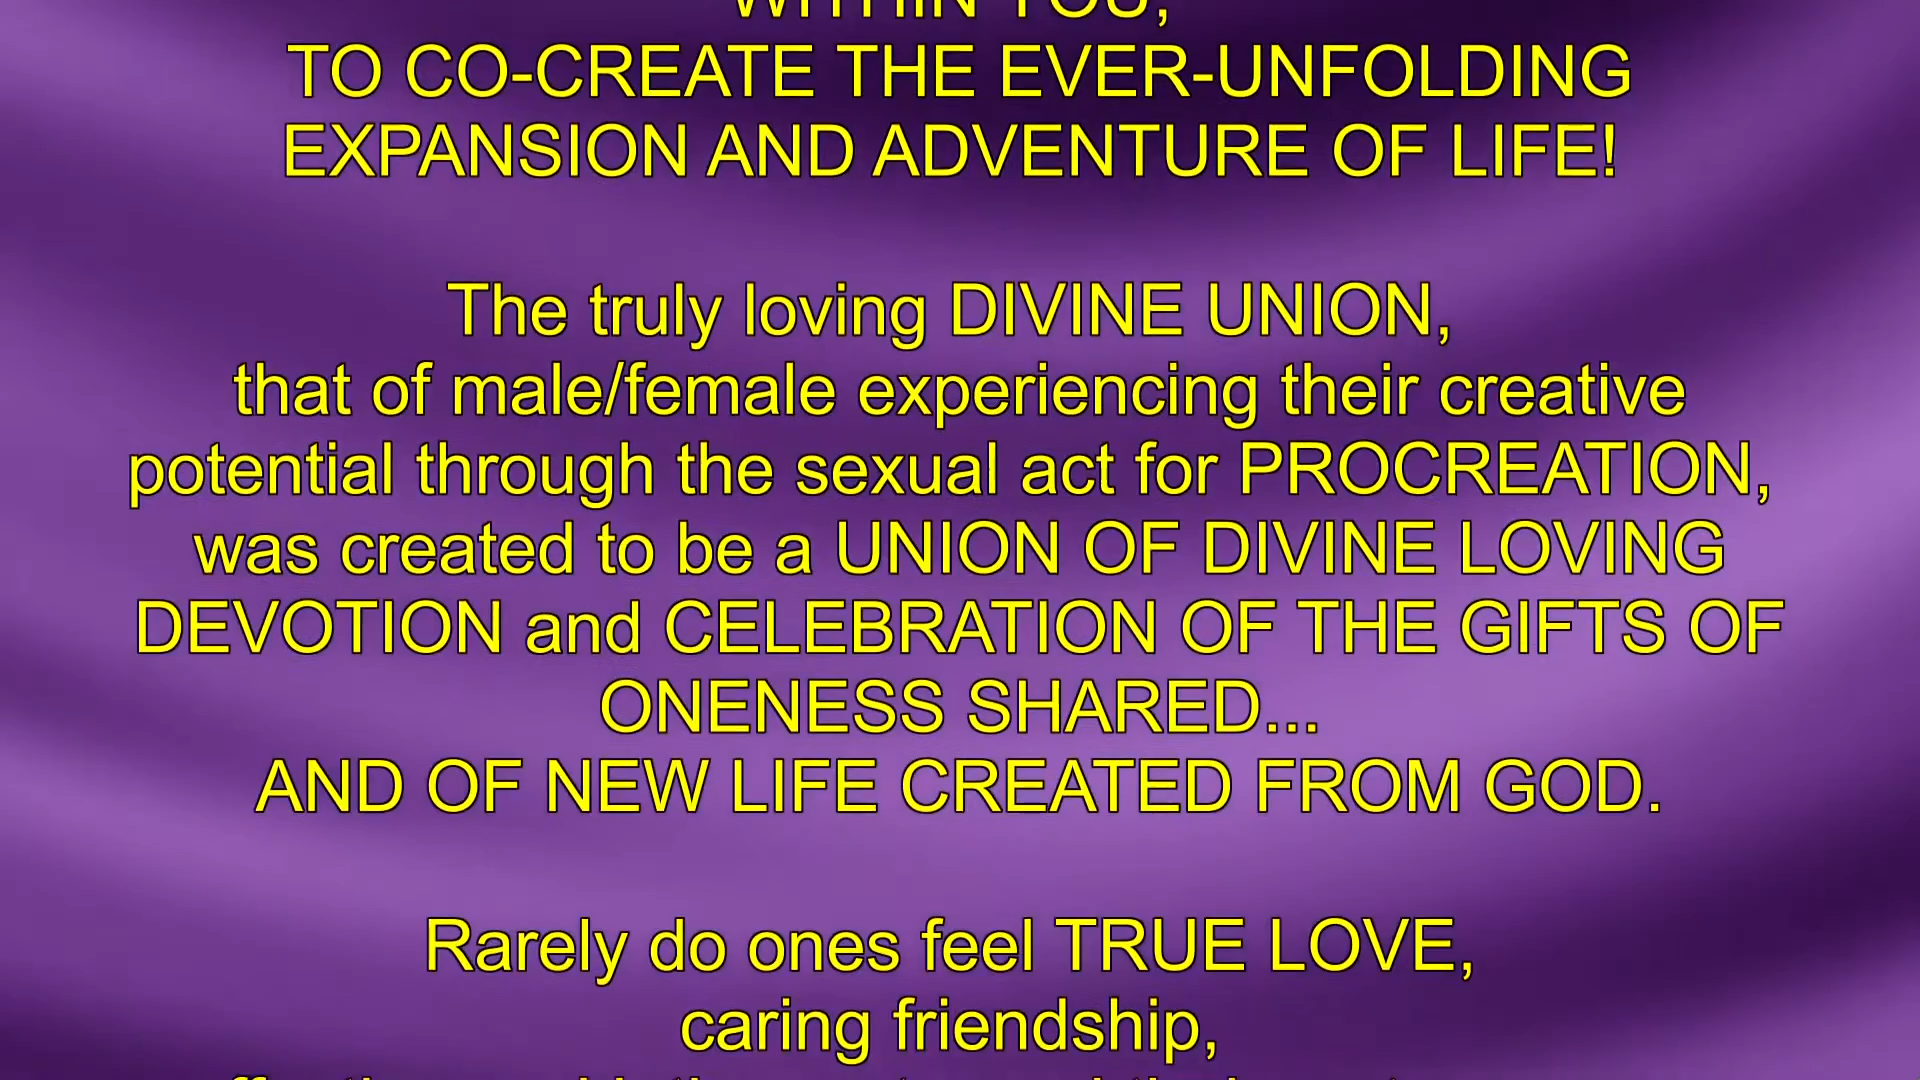 WITHIN YOU,
TO CO-CREATE THE EVER-UNFOLDING
EXPANSION AND ADVENTURE OF LIFE!
The truly loving DIVINE UNION,
that of male/female experiencing their creative
potential through the sexual act for PROCREATION,
was created to be a UNION OF DIVINE LOVING
DEVOTION and CELEBRATION OF THE GIFTS OF
ONENESS SHARED...
AND OF NEW LIFE CREATED FROM GOD.
Rarely do ones feel TRUE LOVE,
caring friendship,